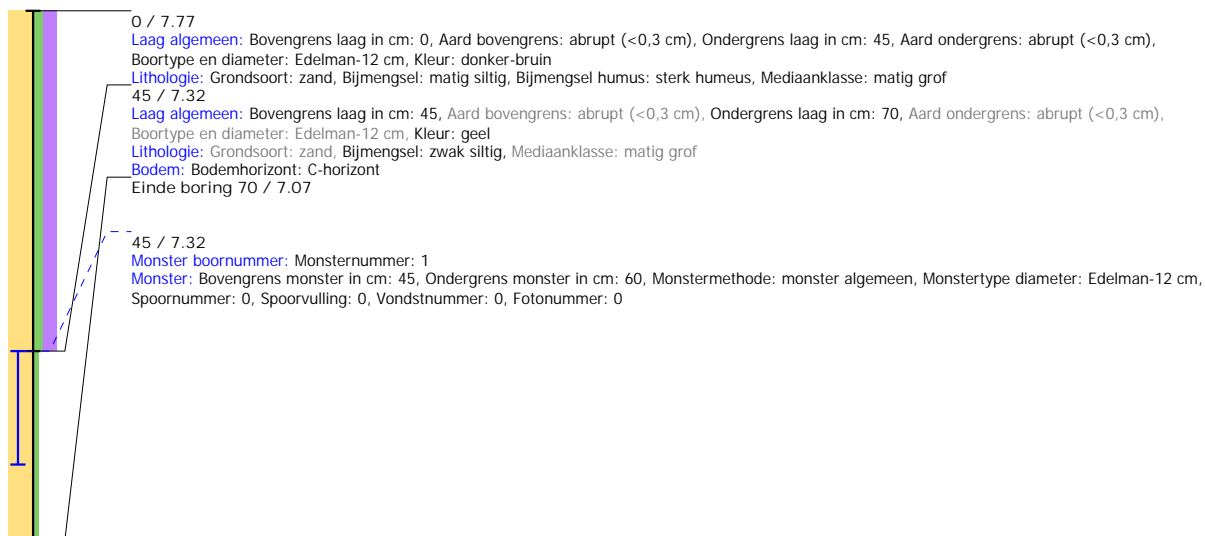 0 / 7.77
Laag algemeen: Bovengrens laag in cm: 0, Aard bovengrens: abrupt (<0,3 cm), Ondergrens laag in cm: 45, Aard ondergrens: abrupt (<0,3 cm),
Boortype en diameter: Edelman-12 cm, Kleur: donker-bruin
Lithologie: Grondsoort: zand, Bijmengsel: matig siltig, Bijmengsel humus: sterk humeus, Mediaanklasse: matig grof
45 / 7.32
Laag algemeen: Bovengrens laag in cm: 45, Aard bovengrens: abrupt (<0,3 cm), Ondergrens laag in cm: 70, Aard ondergrens: abrupt (<0,3 cm),
Boortype en diameter: Edelman-12 cm, Kleur: geel
Lithologie: Grondsoort: zand, Bijmengsel: zwak siltig, Mediaanklasse: matig grof
Bodem: Bodemhorizont: C-horizont
Einde boring 70 / 7.07
45 / 7.32
Monster boornummer: Monsternummer: 1
Monster: Bovengrens monster in cm: 45, Ondergrens monster in cm: 60, Monstermethode: monster algemeen, Monstertype diameter: Edelman-12 cm,
Spoornummer: 0, Spoorvulling: 0, Vondstnummer: 0, Fotonummer: 0